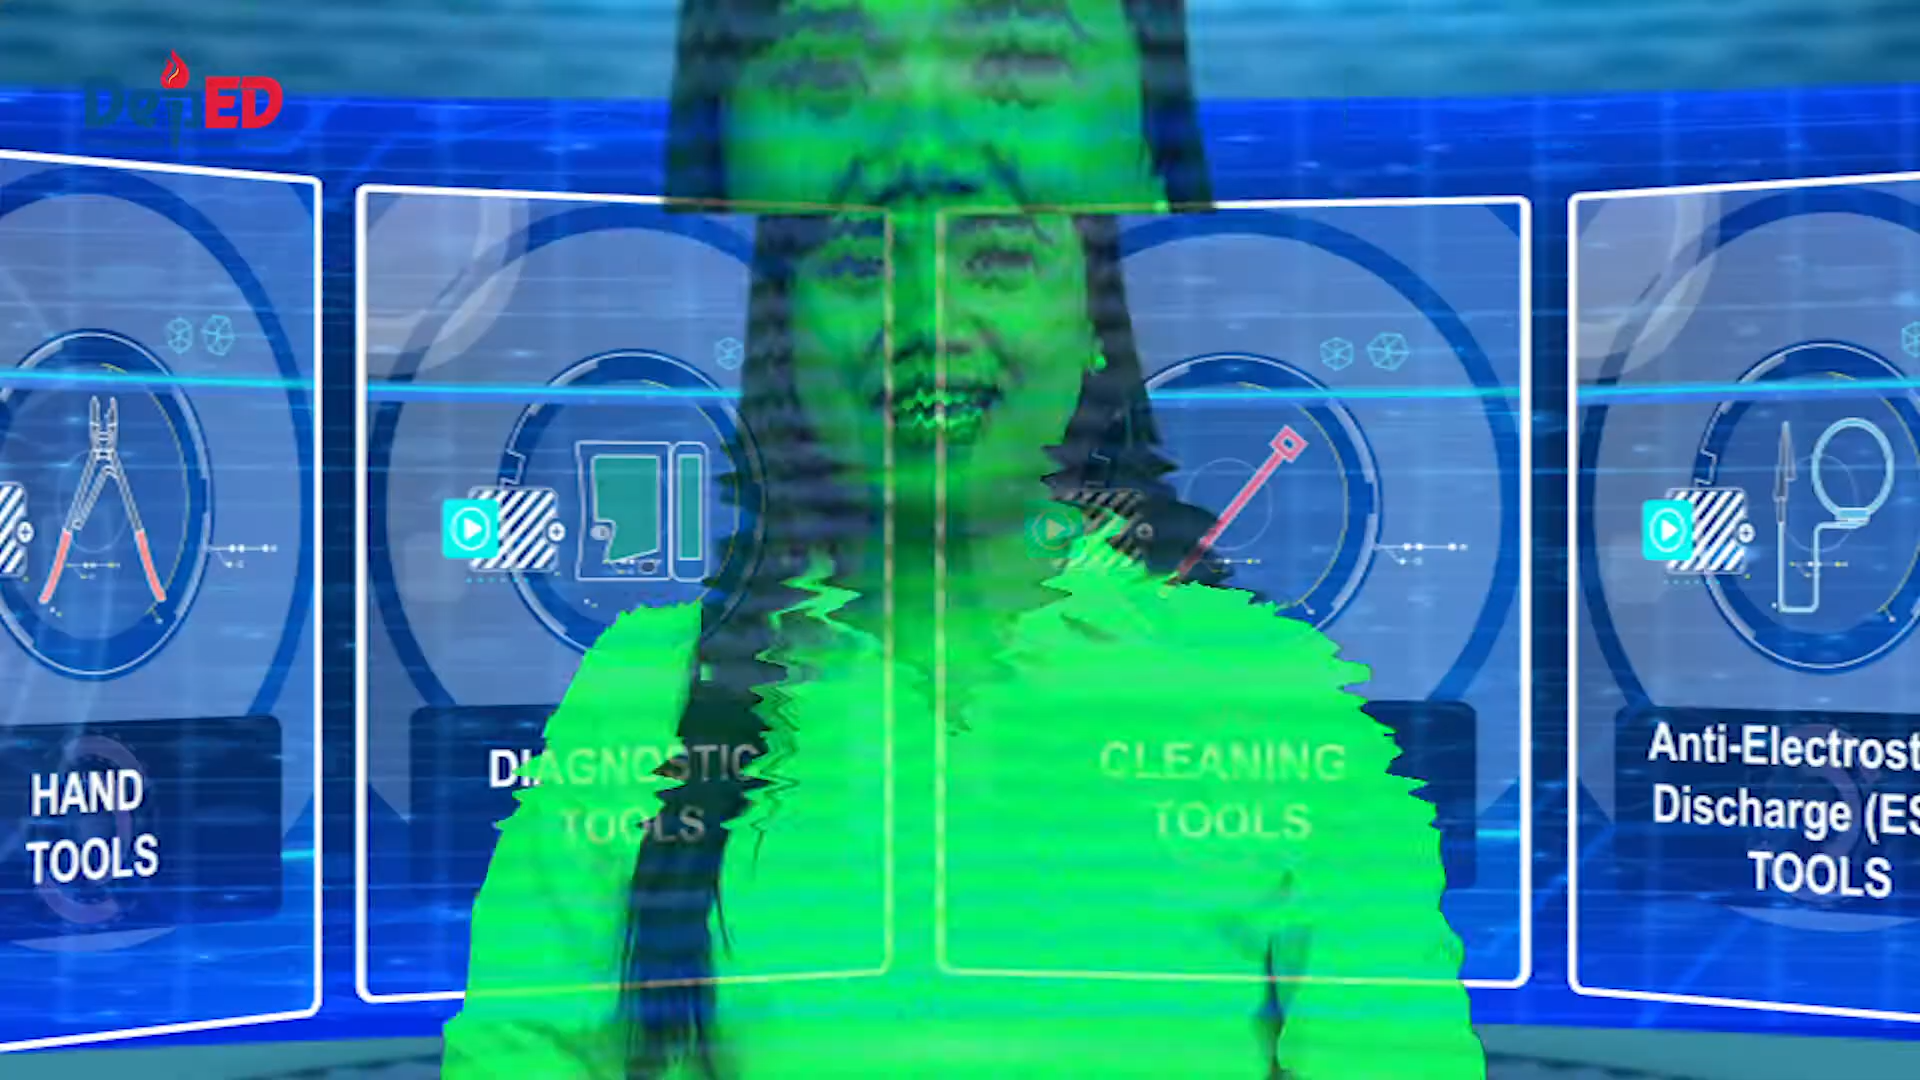 DepED
HAND
TOOLS
DIAGNOSTIC
TOOLS
CLEANING
TOOLS
Anti-Electrost
Discharge (ES
TOOLS